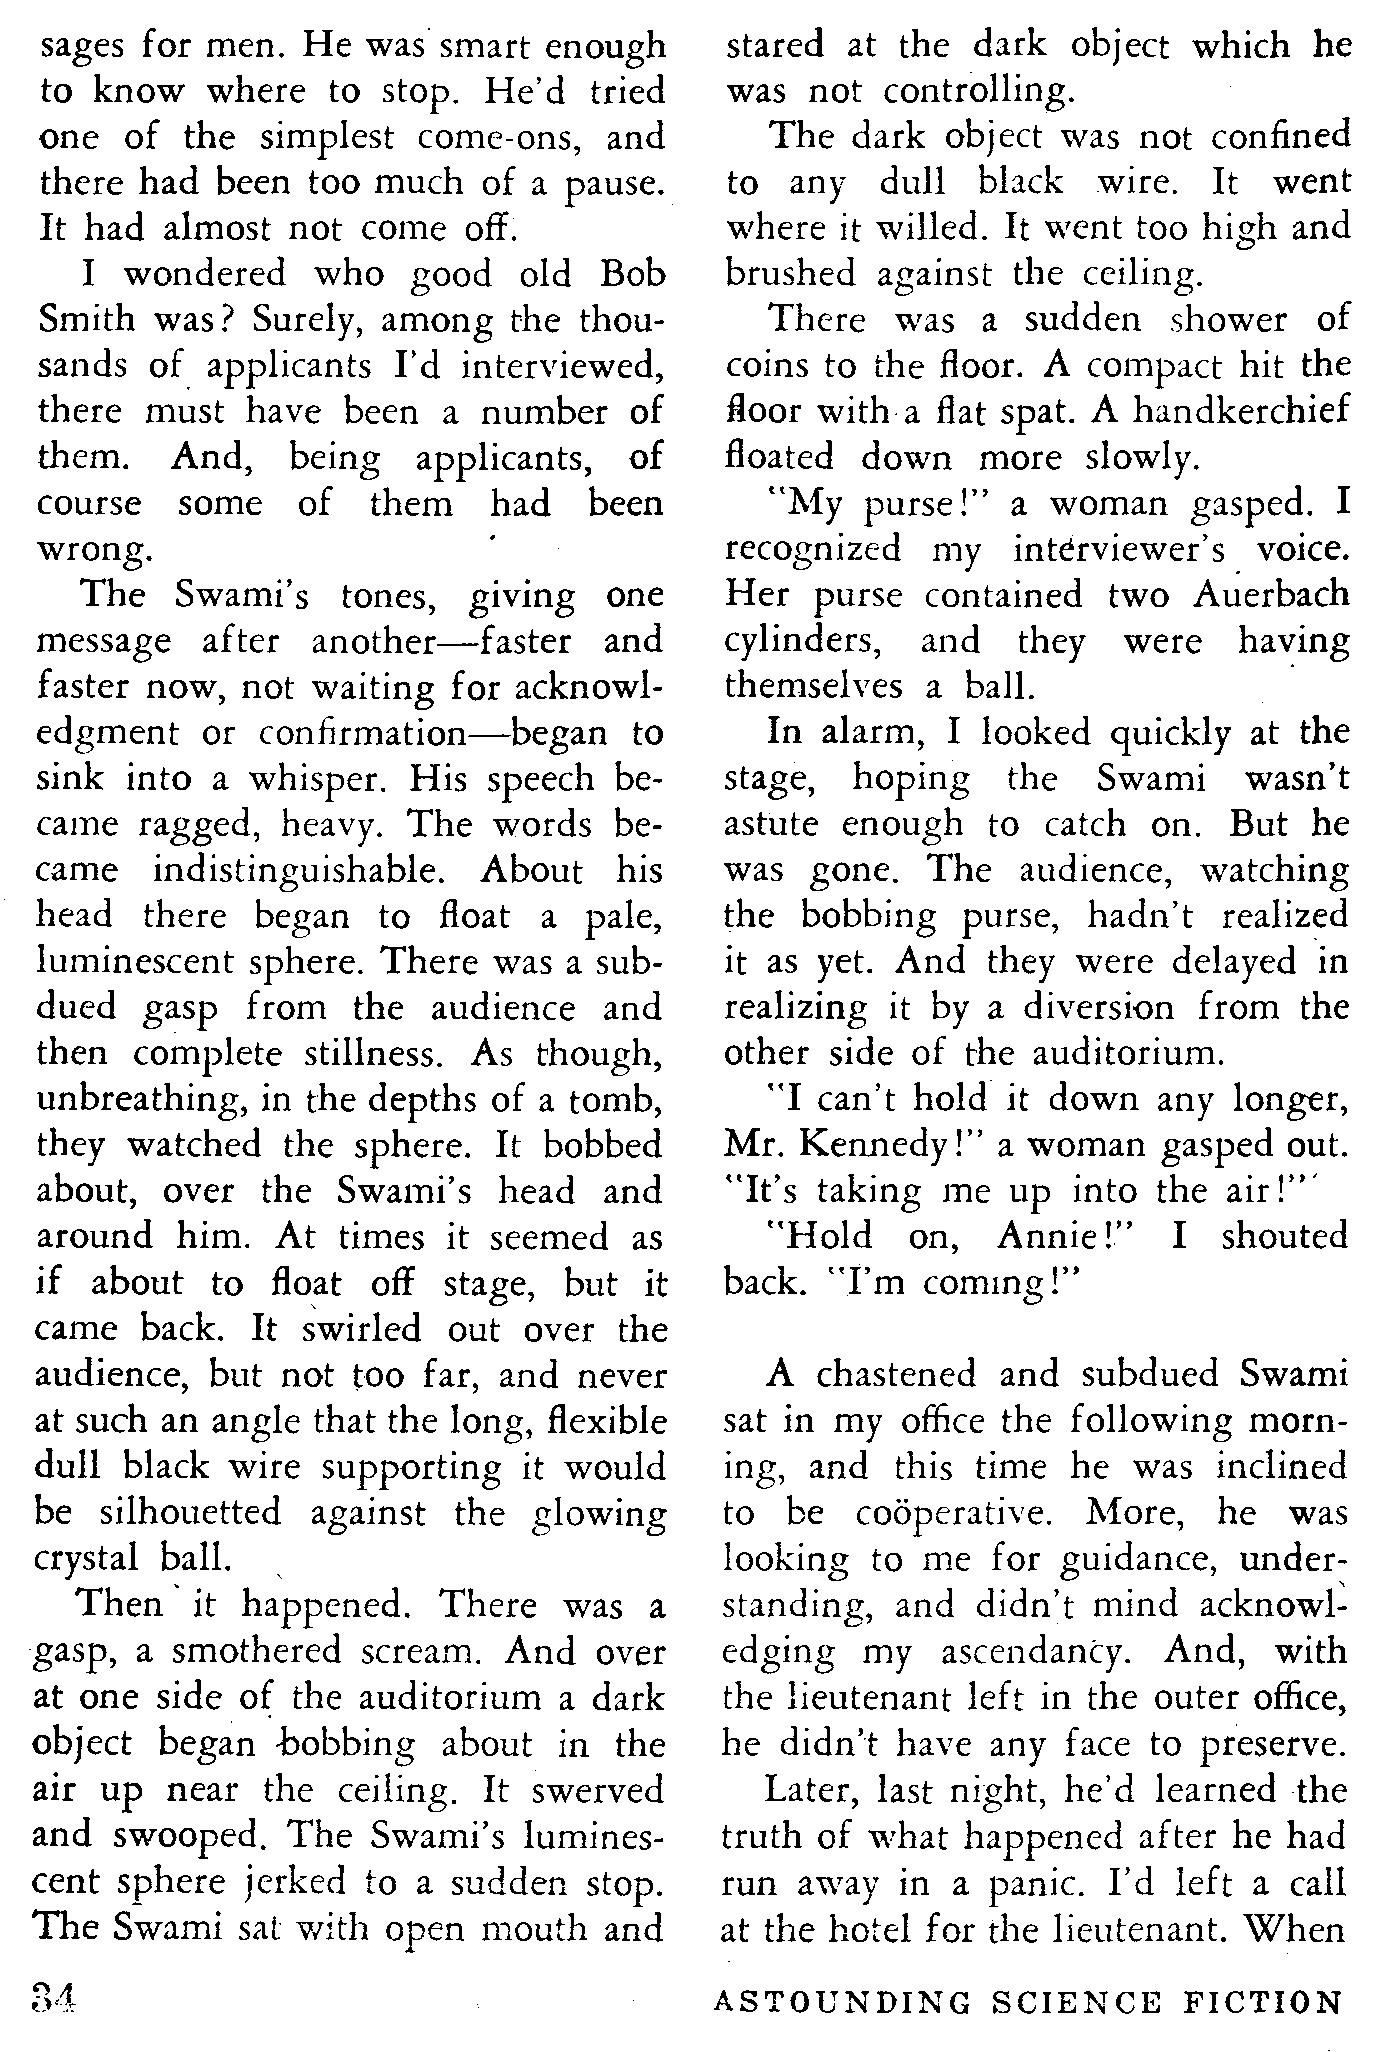 sages for men. He was smart enough
to know where to stop. He'd tried
one of the simplest come-ons, and
there had been too much of a pause.
It had almost not come off.
I wondered who good old Bob
Smith was? Surely, among the thou-
sands of applicants I'd interviewed,
there must have been a number of
them. And, being applicants, of
course some of them had been
wrong.
The Swami's tones, giving one
message after another—faster and
faster now, not waiting for acknowl-
edgment or confirmation—began to
sink into a whisper. His speech be-
came ragged, heavy. The words be-
came indistinguishable. About his
head there began to float a pale,
luminescent sphere. There was a sub-
dued gasp from the audience and
then complete stillness. As though,
unbreathing, in the depths of a tomb,
they watched the sphere. It bobbed
about, over the Swami's head and
around him. At times it seemed as
if about to float off stage, but it
came back. It swirled out over the
audience, but not too far, and never
at such an angle that the long, flexible
dull black wire supporting it would
be silhouetted against the glowing
crystal ball.
Then it happened. There was a
gasp, a smothered scream. And over
at one side of the auditorium a dark
object began bobbing about in the
air up near the ceiling. It swerved
and swooped. The Swami's lumines-
cent sphere jerked to a sudden stop.
The Swami sat with open mouth and
stared at the dark object which he
was not controlling.
The dark object was not confined
to any dull black wire. It went
where it willed. It went too high and
brushed against the ceiling.
There was a sudden shower of
coins to the floor. A compact hit the
floor with a flat spat. A handkerchief
floated down more slowly.
"My purse!" a woman gasped. I
recognized my interviewer's voice.
Her purse contained two Auerbach
cylinders, and they were having
themselves a ball.
In alarm, I looked quickly at the
stage, hoping the Swami wasn't
astute enough to catch on. But he
was gone. The audience, watching
the bobbing purse, hadn't realized
it as yet. And they were delayed in
realizing it by a diversion from the
other side of the auditorium.
"I can't hold it down any longer,
Mr. Kennedy!" a woman gasped out.
"It's taking me up into the air!"
"Hold on, Annie!" I shouted
back. "I'm coming!"
A chastened and subdued Swami
sat in my office the following morn-
ing, and this time he was inclined
to be coöperative. More, he was
looking to me for guidance, under-
standing, and didn't mind acknowl-
edging my ascendancy. And, with
the lieutenant left in the outer office,
he didn't have any face to preserve.
Later, last night, he'd learned the
truth of what happened after he had
run away in a panic. I'd left a call
at the hotel for the lieutenant. When
34
ASTOUNDING SCIENCE FICTION